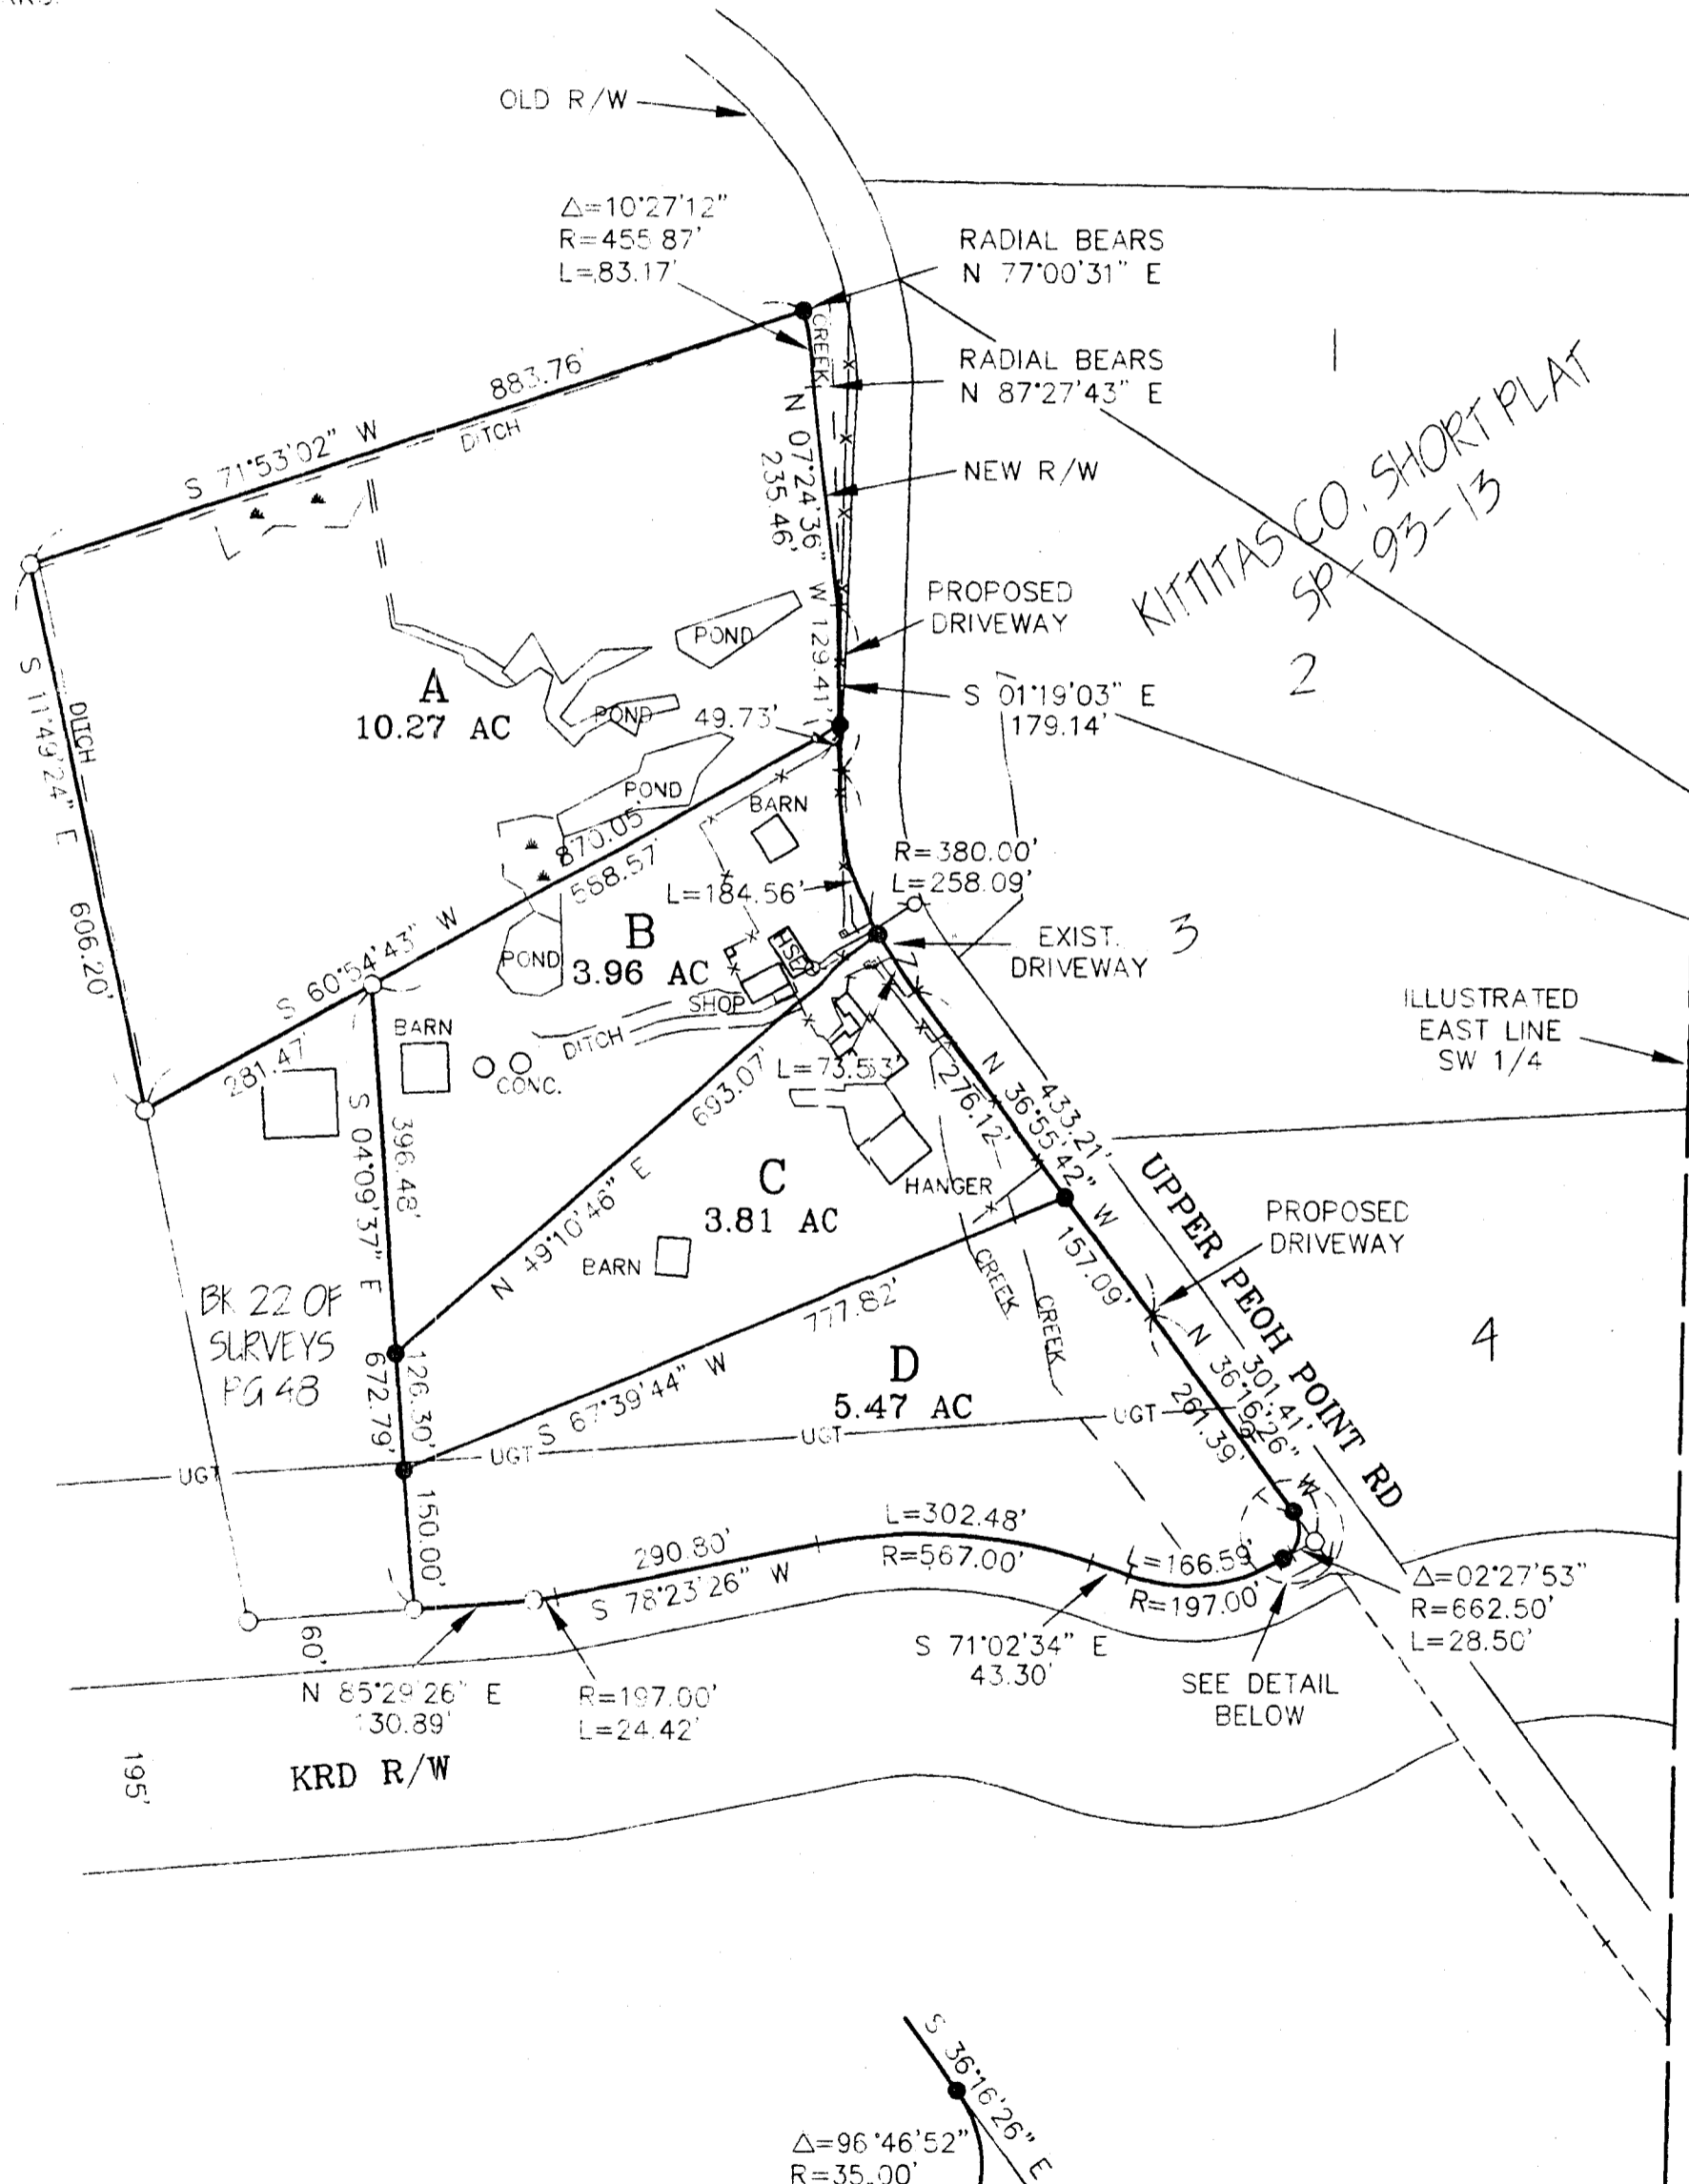 OLD R/W
Δ=10°27'12"
R=455.87'
L=83.17'
RADIAL BEARS
N 77°00'31" E
RADIAL BEARS
N 87°27'43" E
1
KITTITAS CO. SHORT PLAT
SP-93-13
2
883.76'
S 71°53'02" W
DITCH
CREEK
N 07°24'36" W
235.46'
NEW R/W
PROPOSED
DRIVEWAY
129.41'
S 01°19'03" E
179.14'
POND
POND
A
10.27 AC
49.73'
DITCH
S 11°49'24" E 606.20'
POND
BARN
870.05'
588.57'
S 60°54'43" W
281.47'
R=380.00'
L=258.09'
L=184.56'
B
3.96 AC
POND
HSE
SHOP
EXIST.
DRIVEWAY
3
ILLUSTRATED
EAST LINE
SW 1/4
BARN
CONC.
DITCH
L=73.53'
693.07'
N 49°10'46" E
S 04°09'37" E
396.48'
276.12'
N 36°55'42" W
433.21'
HANGER
C
3.81 AC
BARN
UPPER PEOH POINT RD
PROPOSED
DRIVEWAY
157.09'
CREEK
CREEK
777.82'
S 67°39'44" W
BK 22 OF
SURVEYS
PG 48
126.30'
672.79'
D
5.47 AC
4
N 36°16'26" W
301.41'
261.39'
UGT
UGT
UGT
UGT
150.00'
290.80'
S 78°23'26" W
L=302.48'
R=567.00'
L=166.59'
R=197.00'
Δ=02°27'53"
R=662.50'
L=28.50'
S 71°02'34" E
43.30'
SEE DETAIL
BELOW
60'
N 85°29'26" E
130.89'
R=197.00'
L=24.42'
KRD R/W
195'
S 36°16'26" E
Δ=96°46'52"
R=35.00'